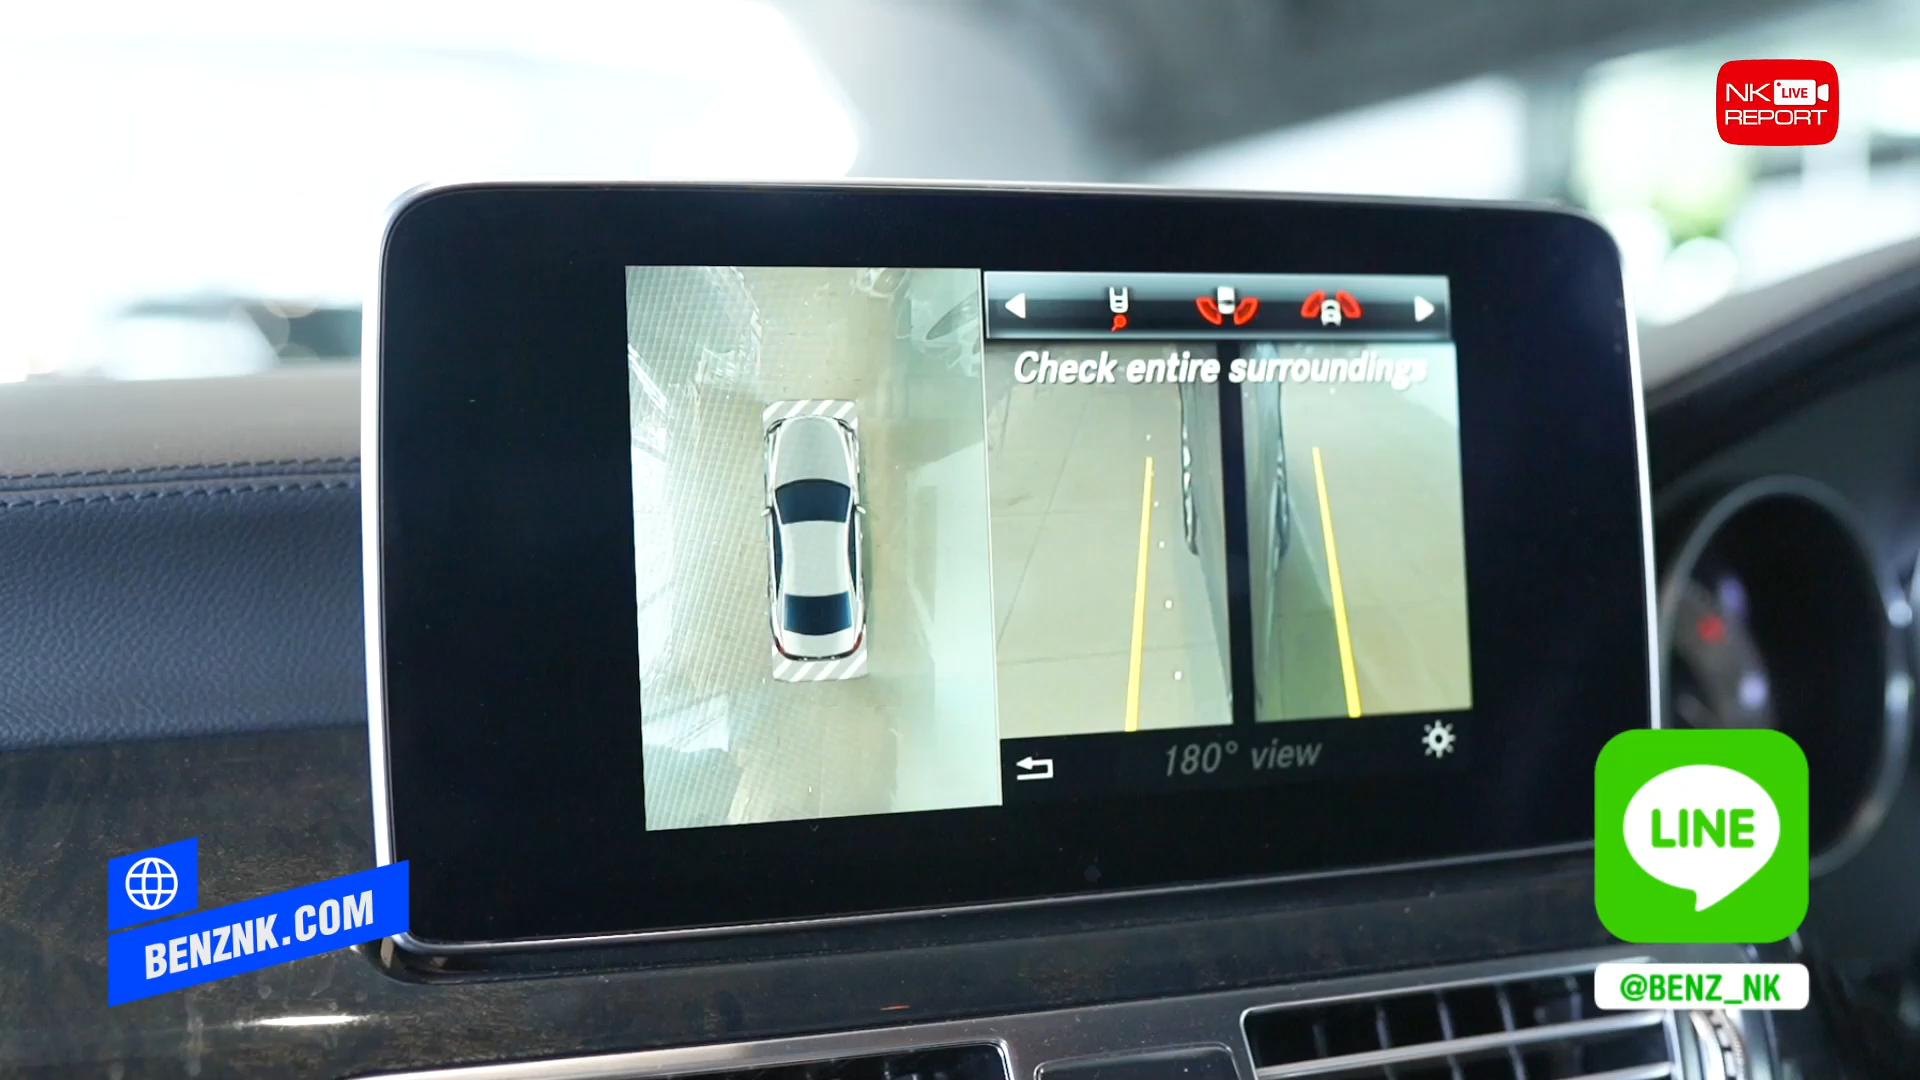 NK LIVE
REPORT
Check entire surroundings
180° view
BENZNK.COM
LINE
@BENZ_NK